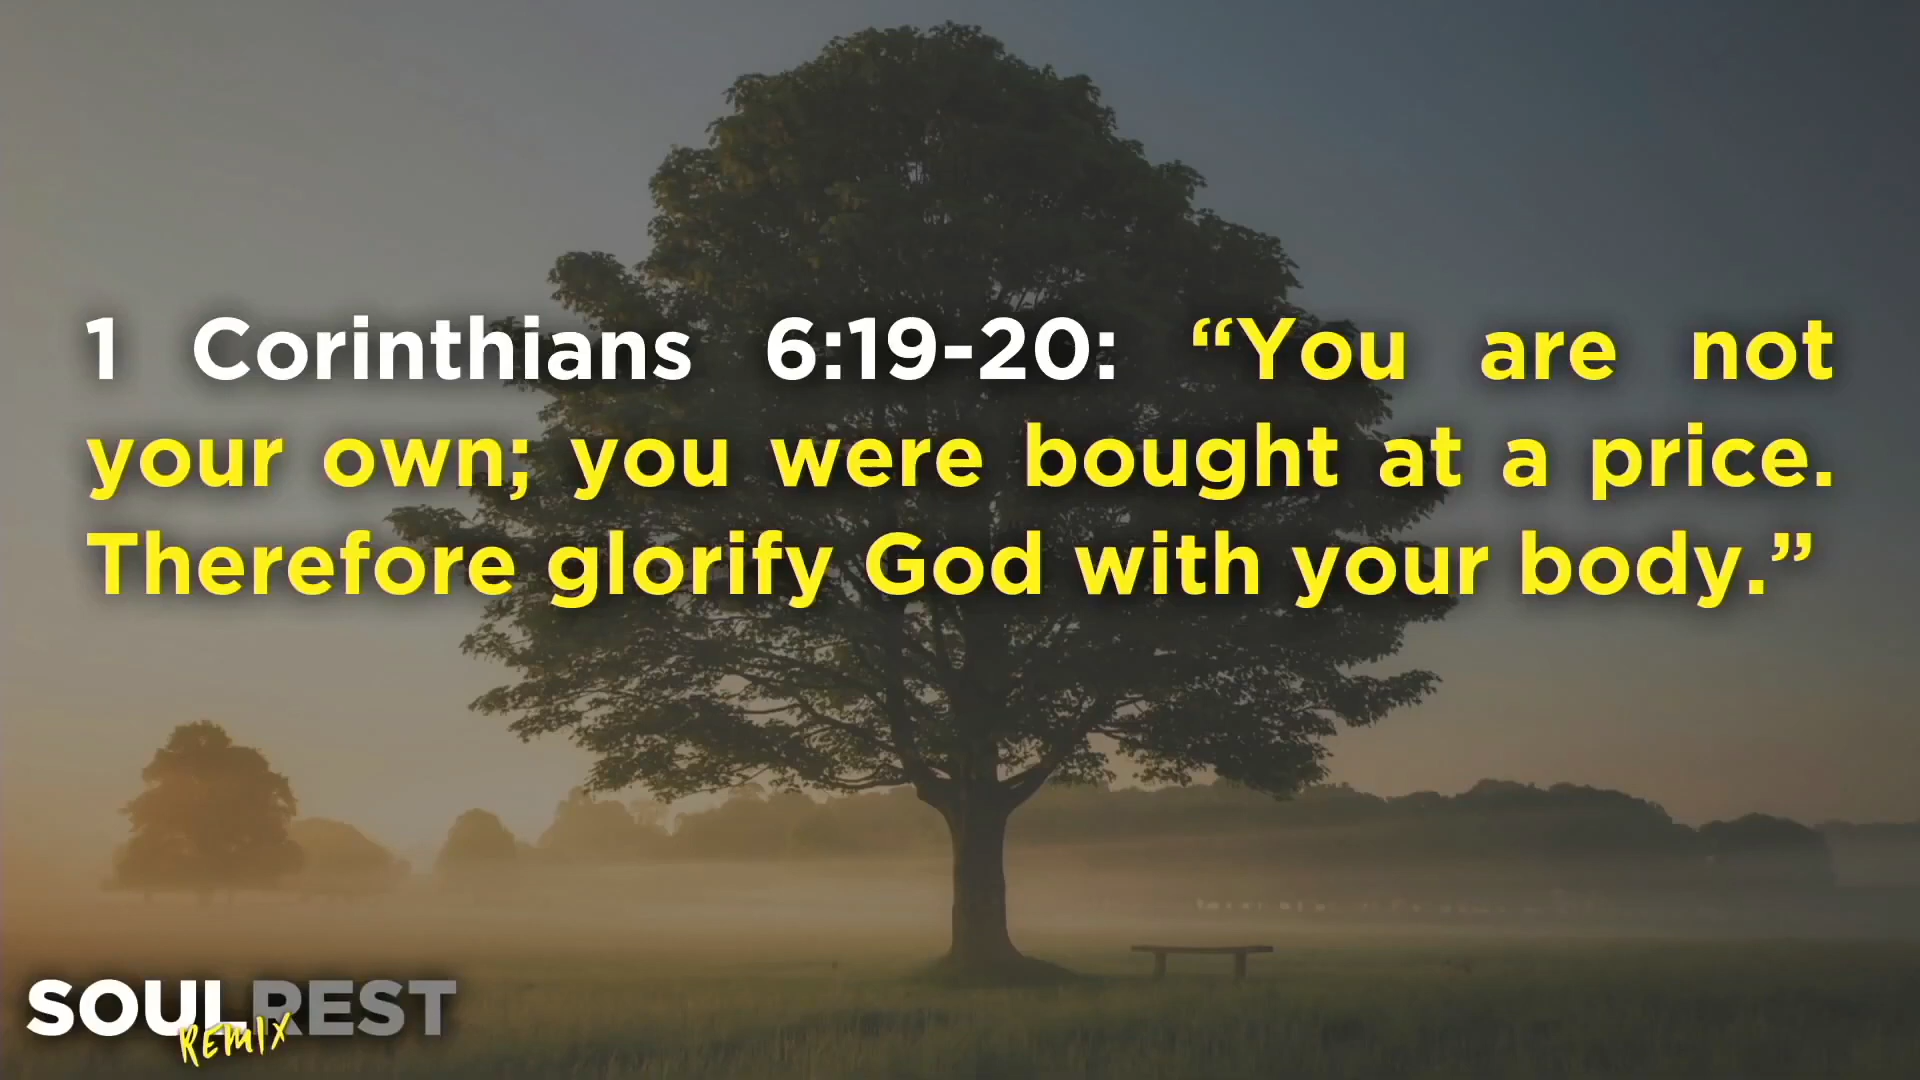 1 Corinthians 6:19-20: “You are not
your own; you were bought at a price.
Therefore glorify God with your body.”
SOULREST
REMIX